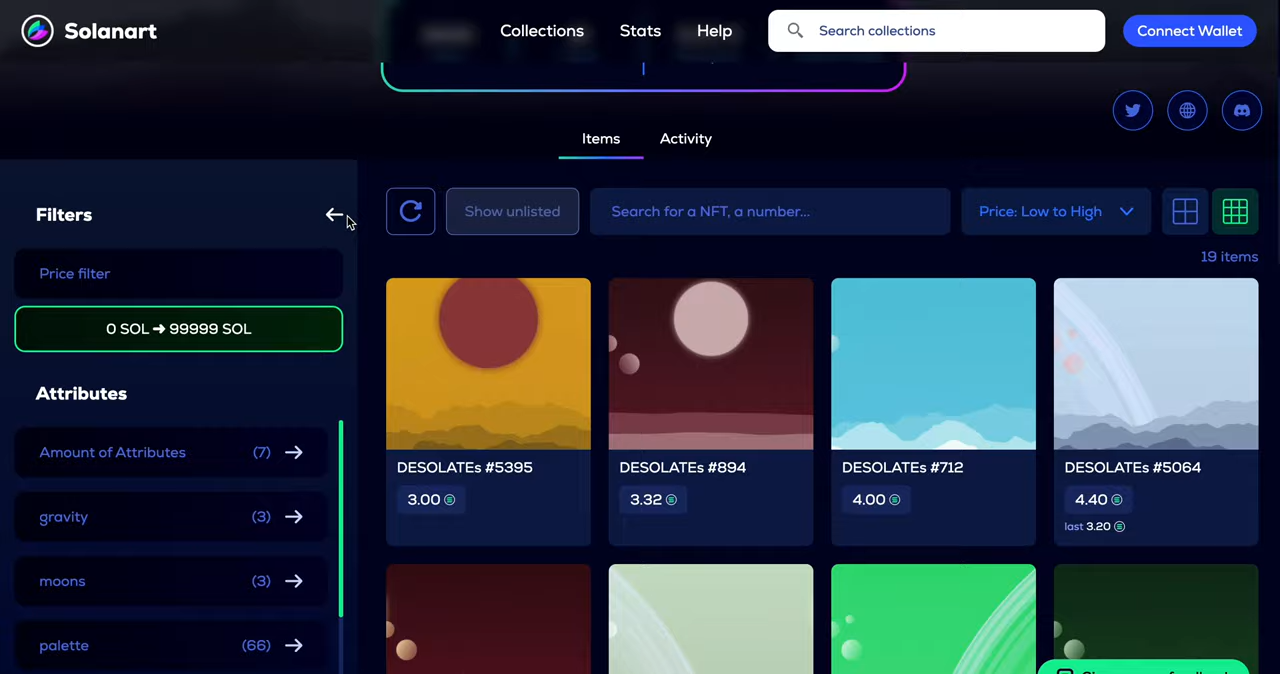 Solanart
Collections
Stats
Help
Search collections
Connect Wallet
Items
Activity
Filters
Show unlisted
Search for a NFT, a number...
Price: Low to High
19 items
Price filter
0 SOL ➔ 99999 SOL
Attributes
Amount of Attributes (7)
gravity (3)
moons (3)
palette (66)
DESOLATEs #5395
3.00
DESOLATEs #894
3.32
DESOLATEs #712
4.00
DESOLATEs #5064
4.40
last 3.20